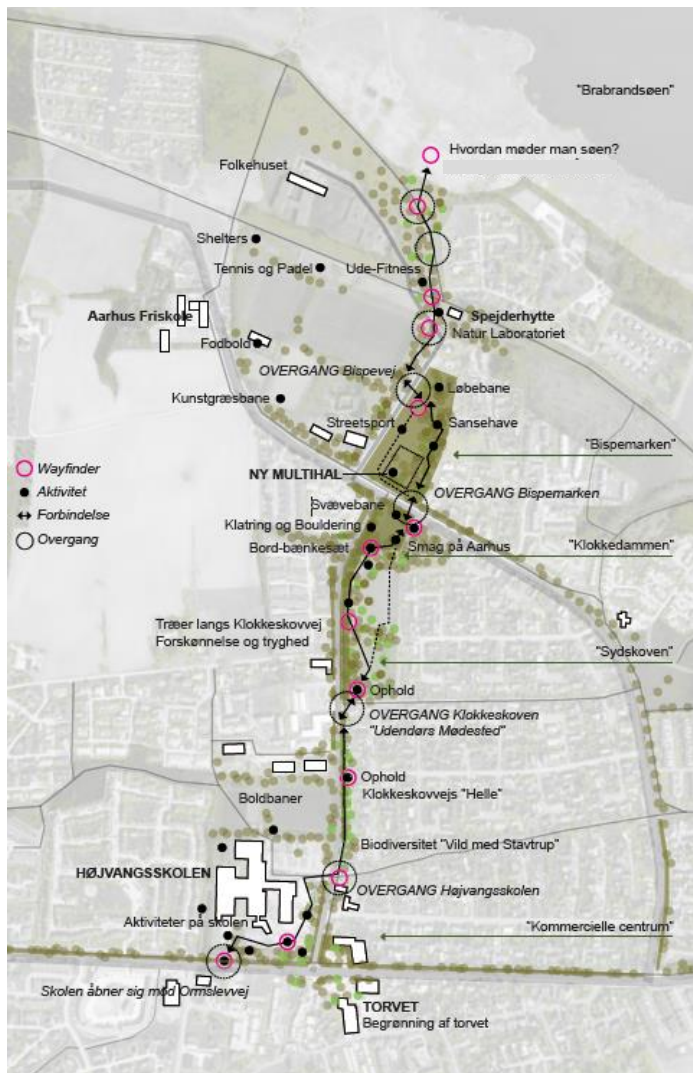 "Brabrandsøen"
Hvordan møder man søen?
Folkehuset
Shelters
Tennis og Padel
Ude-Fitness
Aarhus Friskole
Spejderhytte
Natur Laboratoriet
Fodbold
OVERGANG Bispevej
Løbebane
Kunstgræsbane
Streetsport
Sansehave
"Bispemarken"
Wayfinder
Aktivitet
Forbindelse
Overgang
NY MULTIHAL
OVERGANG Bispemarken
Svævebane
Klatring og Bouldering
Bord-bænkesæt
Smag på Aarhus
"Klokkedammen"
Træer langs Klokkeskovvej
Forskønnelse og tryghed
"Sydskoven"
Ophold
OVERGANG Klokkeskoven
"Udendørs Mødested"
Ophold
Klokkeskovvejs "Helle"
Boldbaner
Biodiversitet "Vild med Stavtrup"
HØJVANGSSKOLEN
OVERGANG Højvangsskolen
Aktiviteter på skolen
"Kommercielle centrum"
Skolen åbner sig mod Ormslevvej
TORVET
Begrønning af torvet